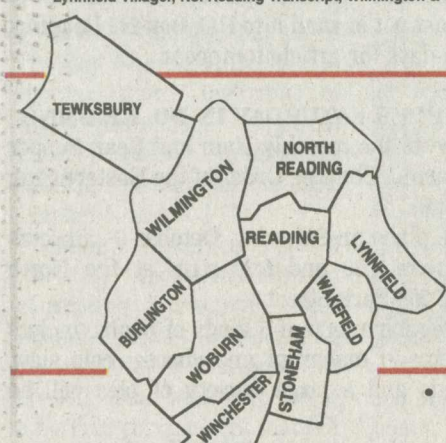 Lynnfield Villager, No. Reading Transcript, Wilmington &
TEWKSBURY
NORTH
READING
WILMINGTON
READING
LYNNFIELD
BURLINGTON
WAKEFIELD
WOBURN
STONEHAM
WINCHESTER